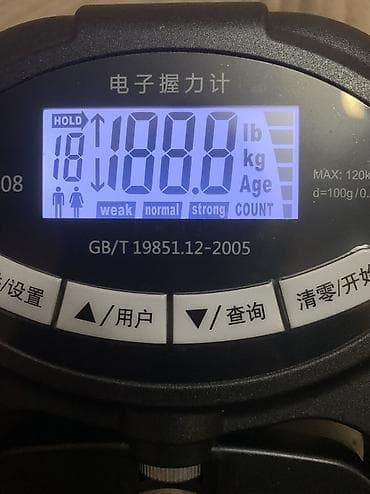 电子握力计
HOLD
18 188.8 lb
kg
Age
weak normal strong COUNT
08
MAX: 120k
d=100g/0.
GB/T 19851.12-2005
/设置
▲/用户
▼/查询
清零/开始